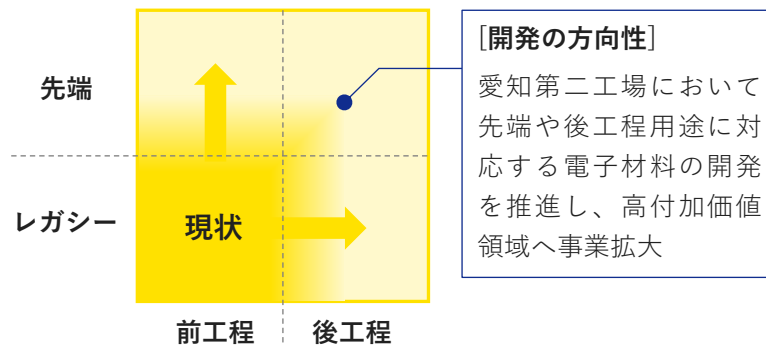 先端
レガシー
現状
前工程
後工程
[開発の方向性]
愛知第二工場において
先端や後工程用途に対
応する電子材料の開発
を推進し、高付加価値
領域へ事業拡大